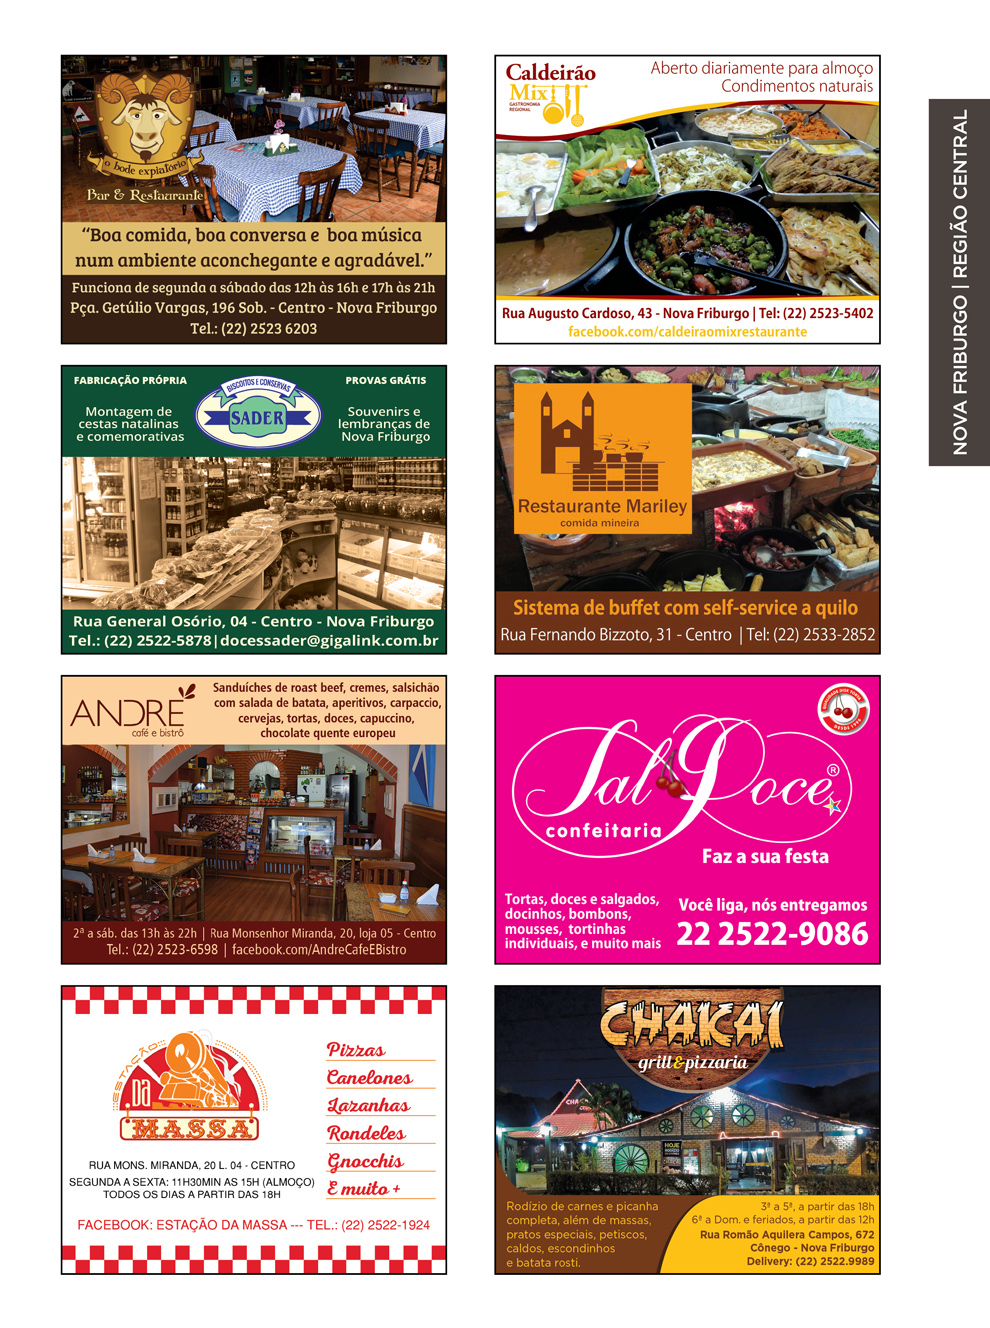 o bode expiatório
Bar & Restaurante
“Boa comida, boa conversa e boa música
num ambiente aconchegante e agradável.”
Funciona de segunda a sábado das 12h às 16h e 17h às 21h
Pça. Getúlio Vargas, 196 Sob. - Centro - Nova Friburgo
Tel.: (22) 2523 6203
Caldeirão
Mix
GASTRONOMIA
REGIONAL
Aberto diariamente para almoço
Condimentos naturais
Rua Augusto Cardoso, 43 - Nova Friburgo | Tel: (22) 2523-5402
facebook.com/caldeiraomixrestaurante
NOVA FRIBURGO | REGIÃO CENTRAL
FABRICAÇÃO PRÓPRIA
Montagem de
cestas natalinas
e comemorativas
BISCOITOS E CONSERVAS
SADER
PROVAS GRÁTIS
Souvenirs e
lembranças de
Nova Friburgo
Rua General Osório, 04 - Centro - Nova Friburgo
Tel.: (22) 2522-5878|docessader@gigalink.com.br
Restaurante Mariley
comida mineira
Sistema de buffet com self-service a quilo
Rua Fernando Bizzoto, 31 - Centro | Tel: (22) 2533-2852
ANDRÉ
café e bistrô
Sanduíches de roast beef, cremes, salsichão
com salada de batata, aperitivos, carpaccio,
cervejas, tortas, doces, capuccino,
chocolate quente europeu
2ª a sáb. das 13h às 22h | Rua Monsenhor Miranda, 20, loja 05 - Centro
Tel.: (22) 2523-6598 | facebook.com/AndreCafeEBistro
DESDE 1994
Sal Doce ®
confeitaria
Faz a sua festa
Tortas, doces e salgados,
docinhos, bombons,
mousses, tortinhas
individuais, e muito mais
Você liga, nós entregamos
22 2522-9086
ESTAÇÃO
DA
MASSA
Pizzas
Canelones
Lazanhas
Rondeles
Gnocchis
E muito +
RUA MONS. MIRANDA, 20 L. 04 - CENTRO
SEGUNDA A SEXTA: 11H30MIN AS 15H (ALMOÇO)
TODOS OS DIAS A PARTIR DAS 18H
FACEBOOK: ESTAÇÃO DA MASSA --- TEL.: (22) 2522-1924
CHAKAI
grill&pizzaria
CHA
HOJE
Rodízio de carnes e picanha
completa, além de massas,
pratos especiais, petiscos,
caldos, escondinhos
e batata rosti.
3ª a 5ª, a partir das 18h
6ª a Dom. e feriados, a partir das 12h
Rua Romão Aquilera Campos, 672
Cônego - Nova Friburgo
Delivery: (22) 2522.9989